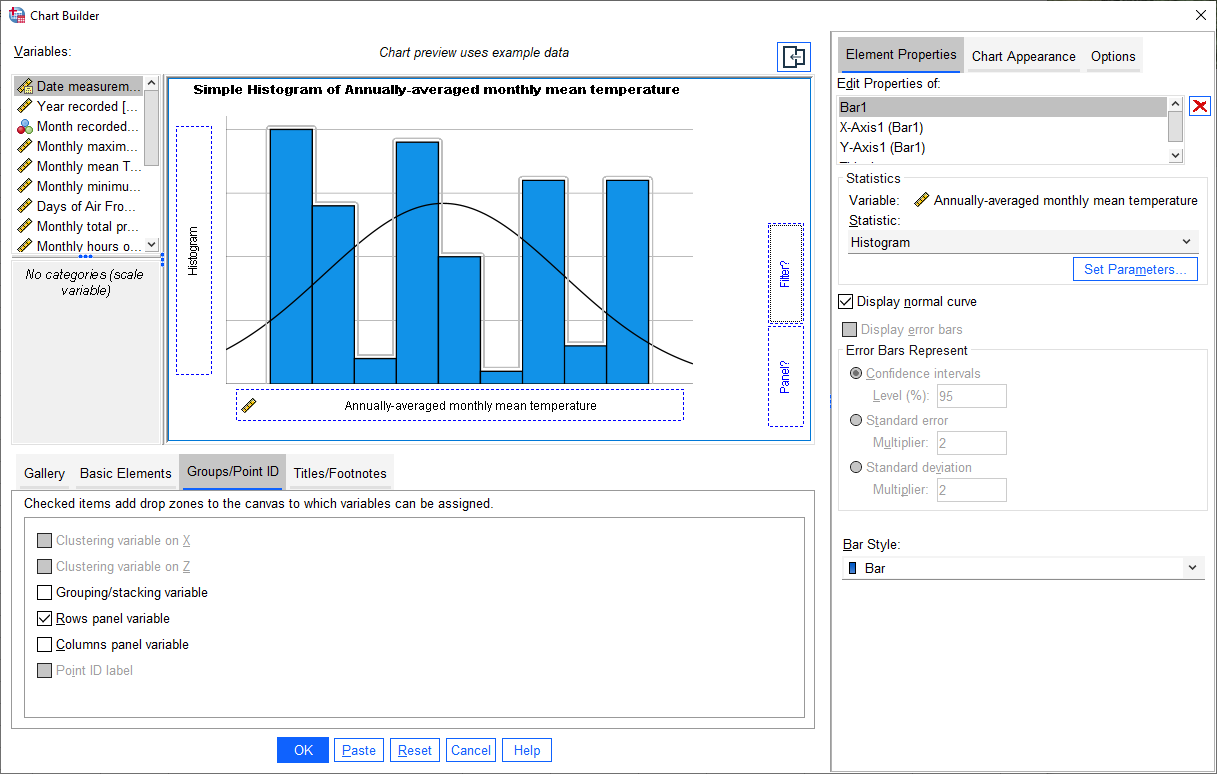 Chart Builder
Variables:
Chart preview uses example data
Date measurem...
Year recorded [...
Month recorded...
Monthly maxim...
Monthly mean T...
Monthly minimu...
Days of Air Fro...
Monthly total pr...
Monthly hours o...
No categories (scale
variable)
Simple Histogram of Annually-averaged monthly mean temperature
Histogram
Filter?
Panel?
Annually-averaged monthly mean temperature
Gallery
Basic Elements
Groups/Point ID
Titles/Footnotes
Checked items add drop zones to the canvas to which variables can be assigned.
Clustering variable on X
Clustering variable on Z
Grouping/stacking variable
Rows panel variable
Columns panel variable
Point ID label
OK
Paste
Reset
Cancel
Help
Element Properties
Chart Appearance
Options
Edit Properties of:
Bar1
X-Axis1 (Bar1)
Y-Axis1 (Bar1)
Statistics
Variable: Annually-averaged monthly mean temperature
Statistic:
Histogram
Set Parameters...
Display normal curve
Display error bars
Error Bars Represent
Confidence intervals
Level (%): 95
Standard error
Multiplier: 2
Standard deviation
Multiplier: 2
Bar Style:
Bar